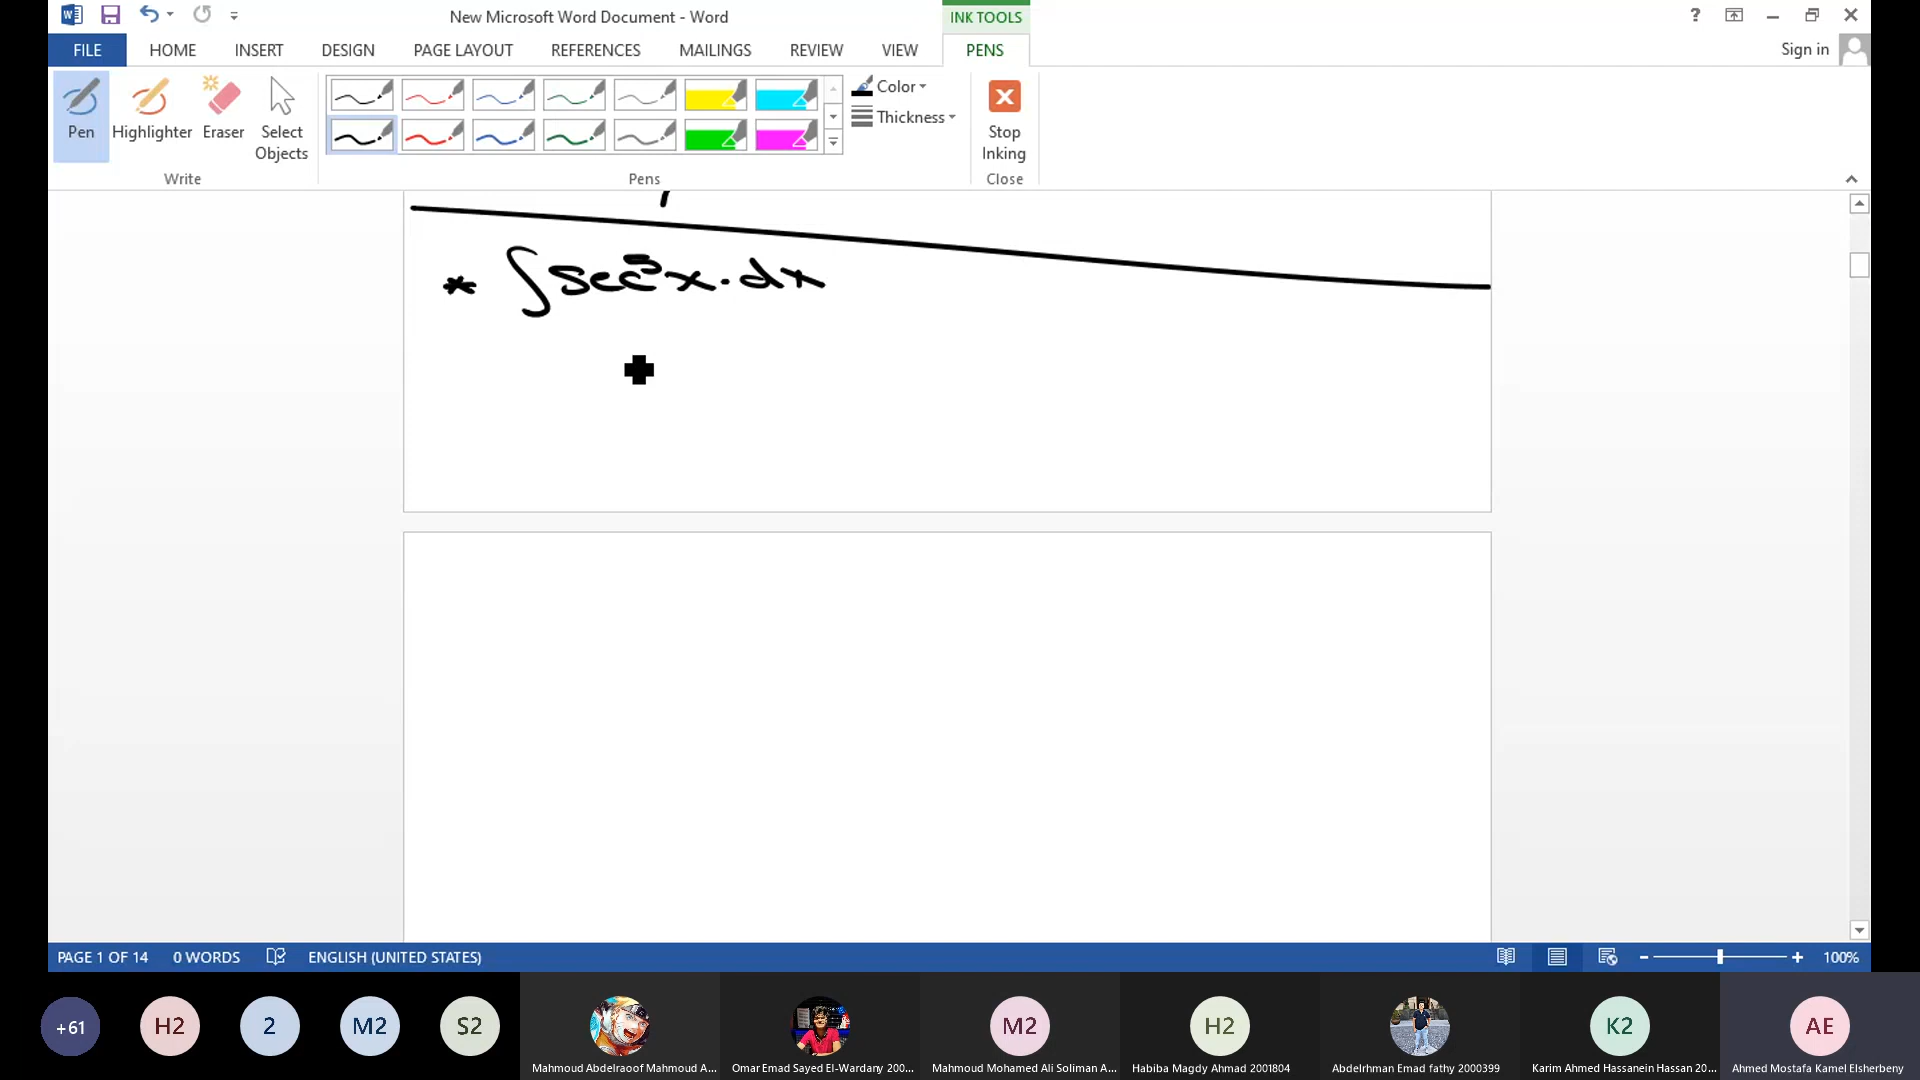 New Microsoft Word Document - Word
INK TOOLS
?
FILE HOME INSERT DESIGN PAGE LAYOUT REFERENCES MAILINGS REVIEW VIEW PENS
Sign in
Pen
Highlighter
Eraser
Select
Objects
Color
Thickness
Stop
Inking
Write
Pens
Close
PAGE 1 OF 14 0 WORDS ENGLISH (UNITED STATES)
100%
+61
H2
2
M2
S2
M2
H2
K2
AE
Mahmoud Abdelraoof Mahmoud A...
Omar Emad Sayed El-Wardany 200...
Mahmoud Mohamed Ali Soliman A...
Habiba Magdy Ahmad 2001804
Abdelrhman Emad fathy 2000399
Karim Ahmed Hassanein Hassan 20...
Ahmed Mostafa Kamel Elsherbeny